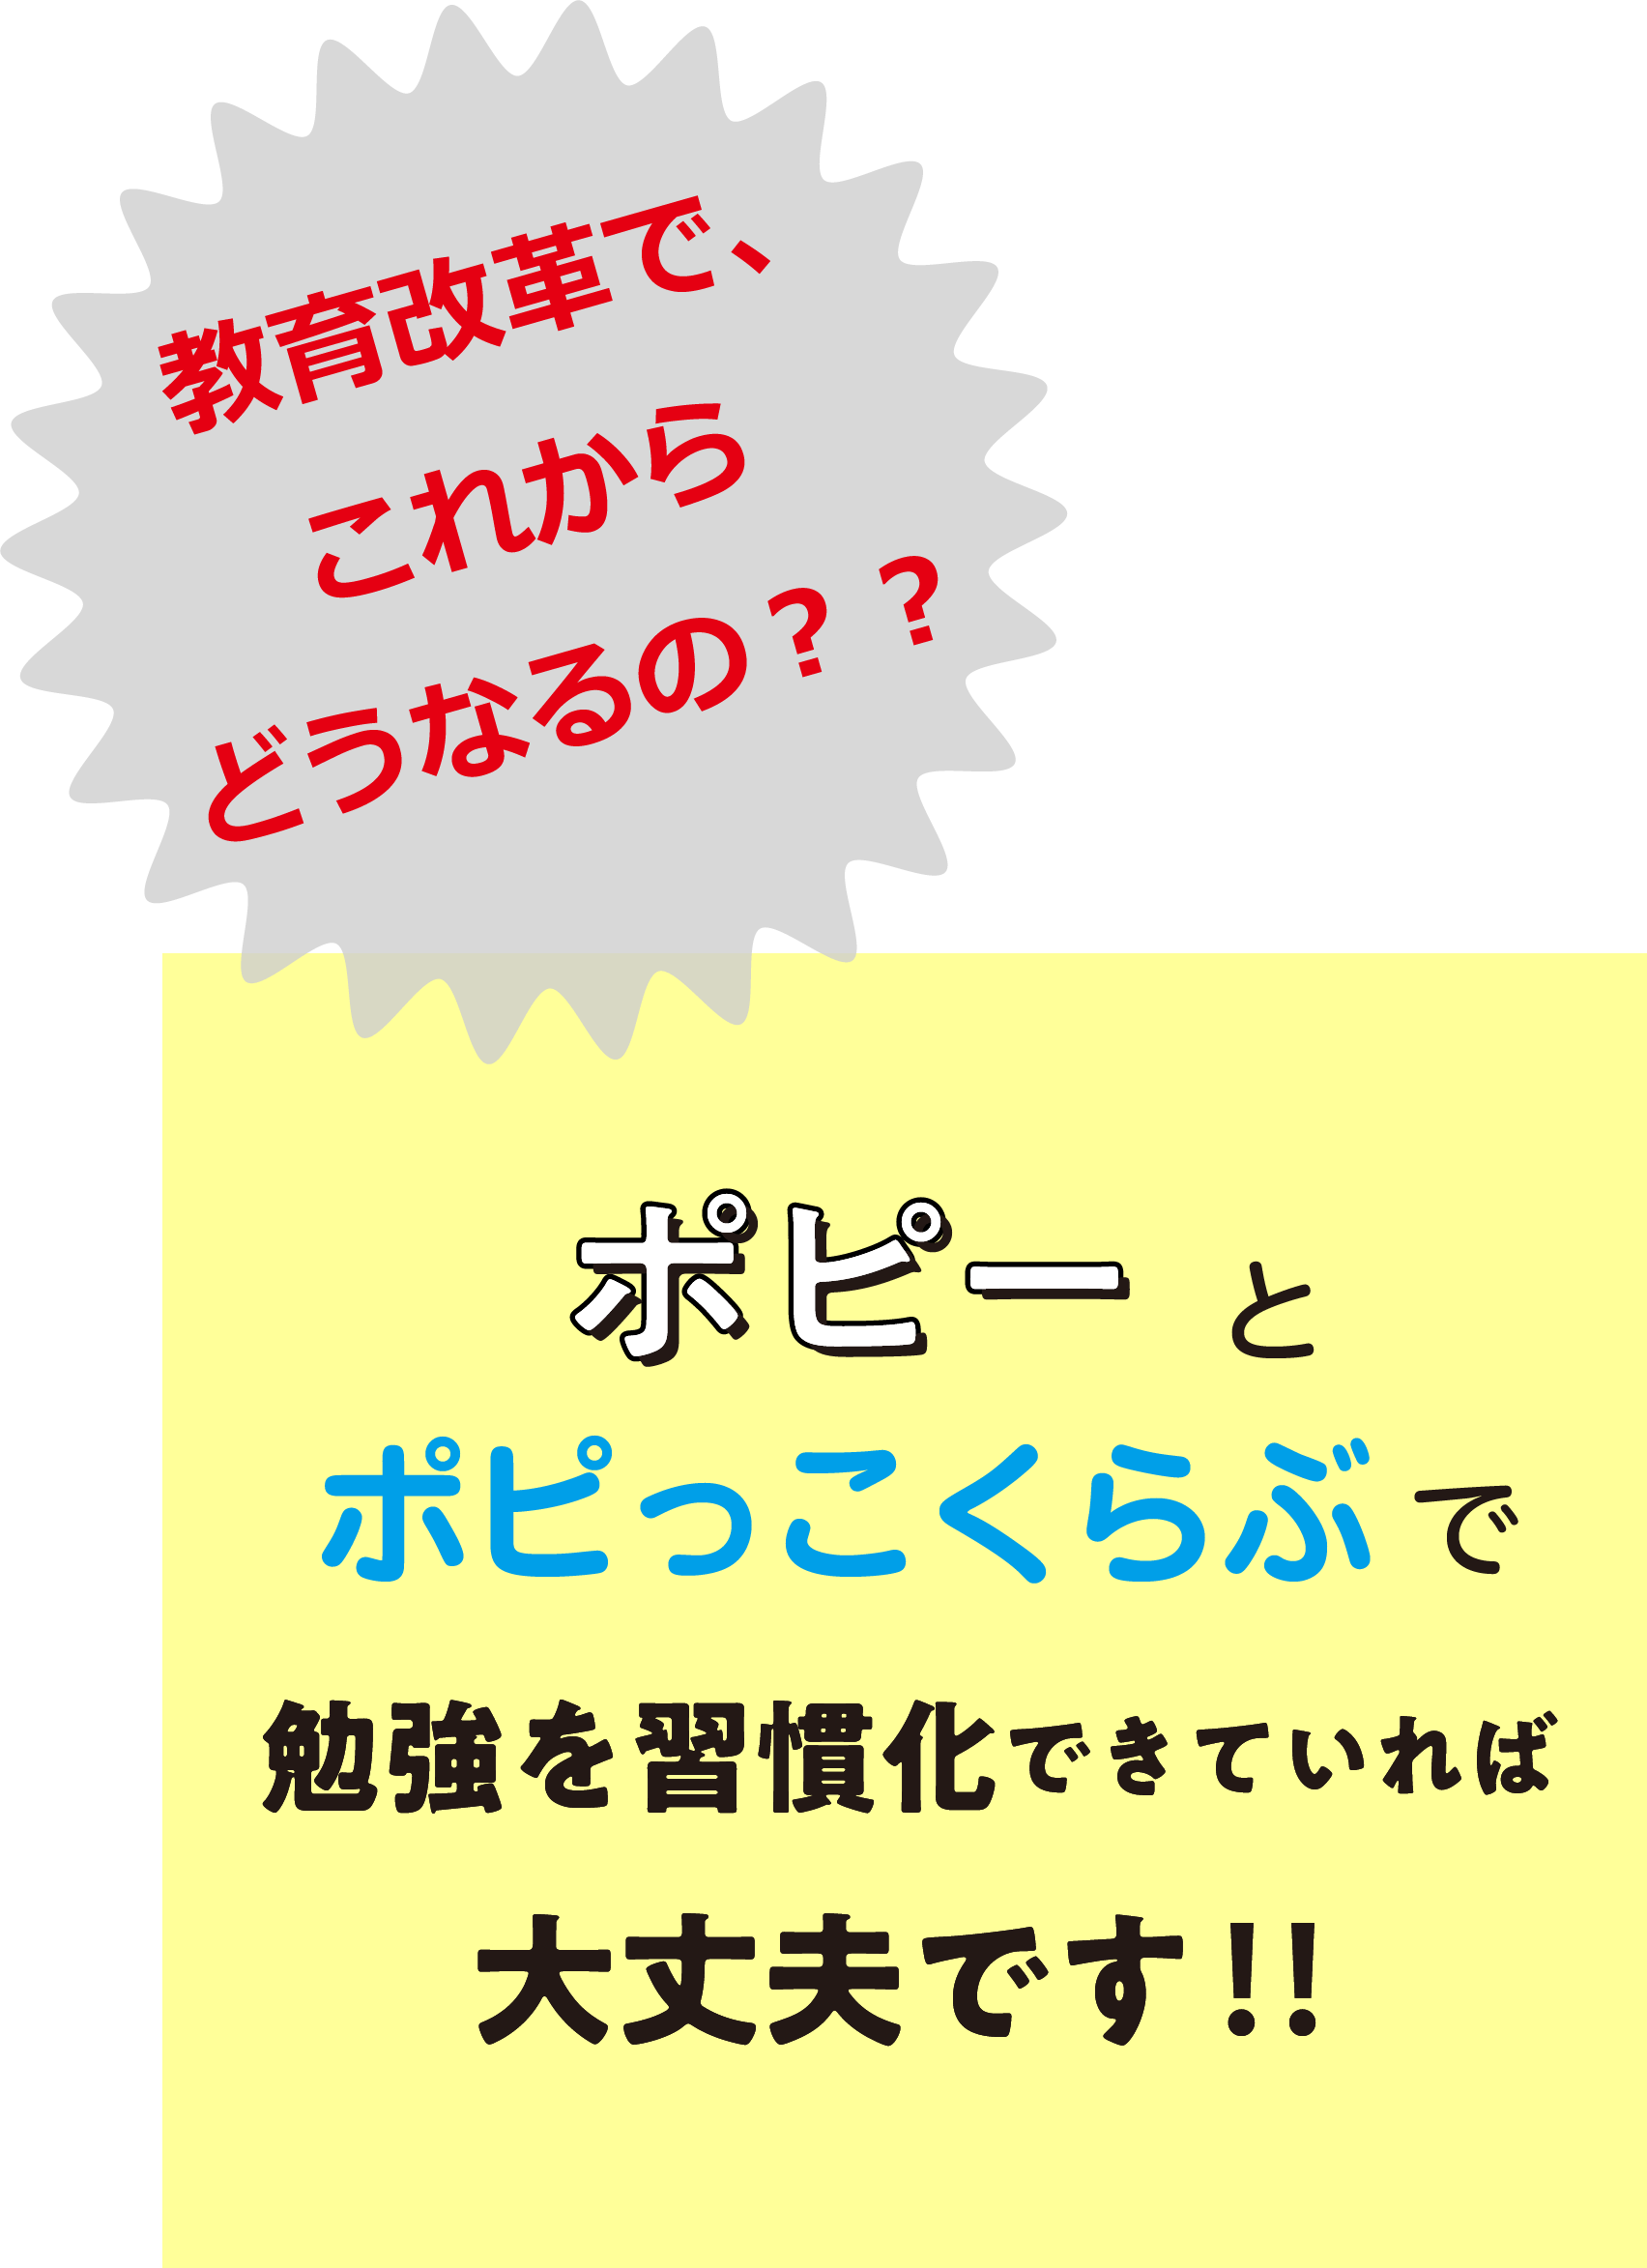 教育改革で、
これから
どうなるの？？
ポピーと
ポピっこくらぶで
勉強を習慣化できていれば
大丈夫です!!